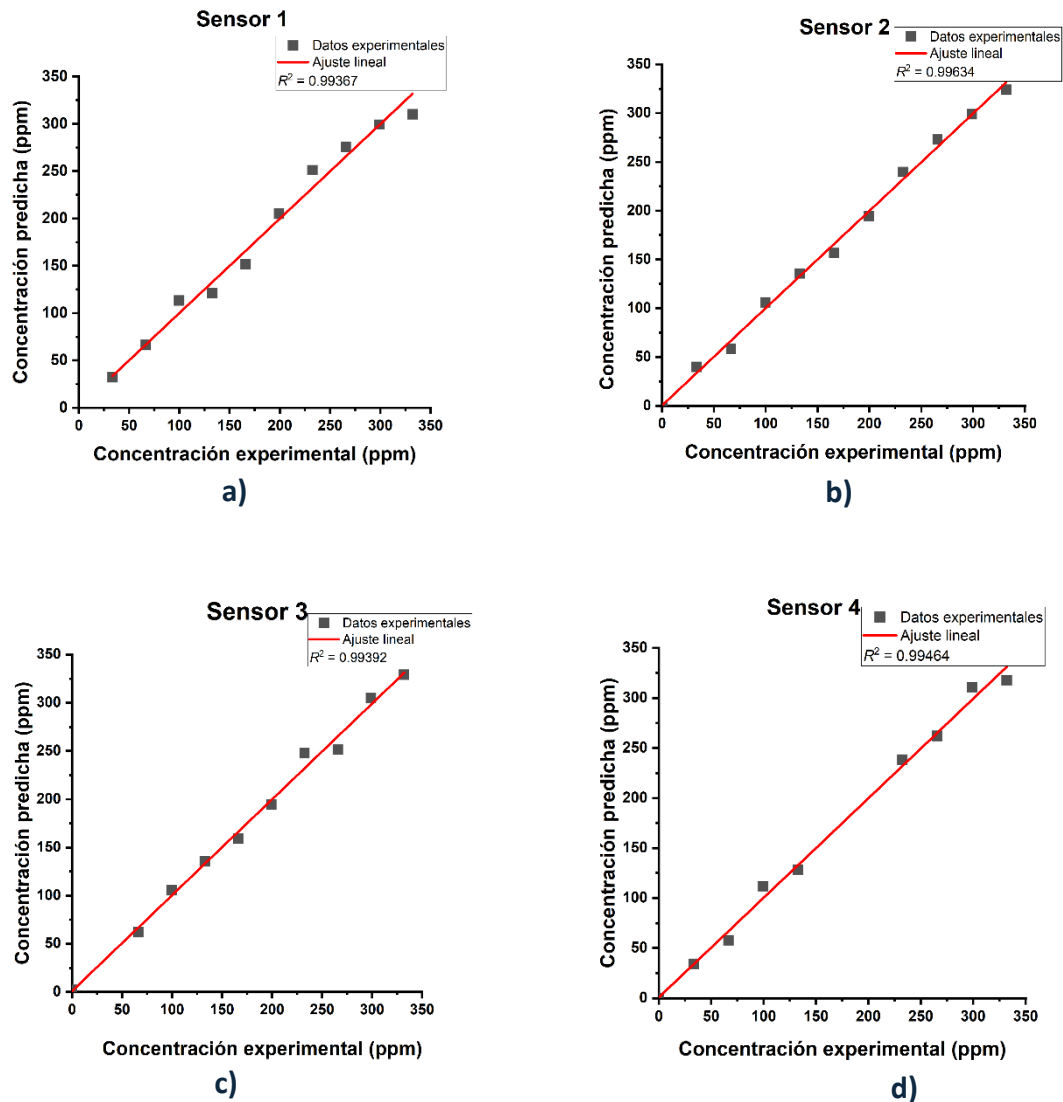 Sensor 1
Datos experimentales
Ajuste lineal
R² = 0.99367
350
300
250
200
150
100
50
0
Concentración predicha (ppm)
0 50 100 150 200 250 300 350
Concentración experimental (ppm)
a)
Sensor 2
Datos experimentales
Ajuste lineal
R² = 0.99634
350
300
250
200
150
100
50
0
Concentración predicha (ppm)
0 50 100 150 200 250 300 350
Concentración experimental (ppm)
b)
Sensor 3
Datos experimentales
Ajuste lineal
R² = 0.99392
350
300
250
200
150
100
50
0
Concentración predicha (ppm)
0 50 100 150 200 250 300 350
Concentración experimental (ppm)
c)
Sensor 4
Datos experimentales
Ajuste lineal
R² = 0.99464
350
300
250
200
150
100
50
0
Concentración predicha (ppm)
0 50 100 150 200 250 300 350
Concentración experimental (ppm)
d)